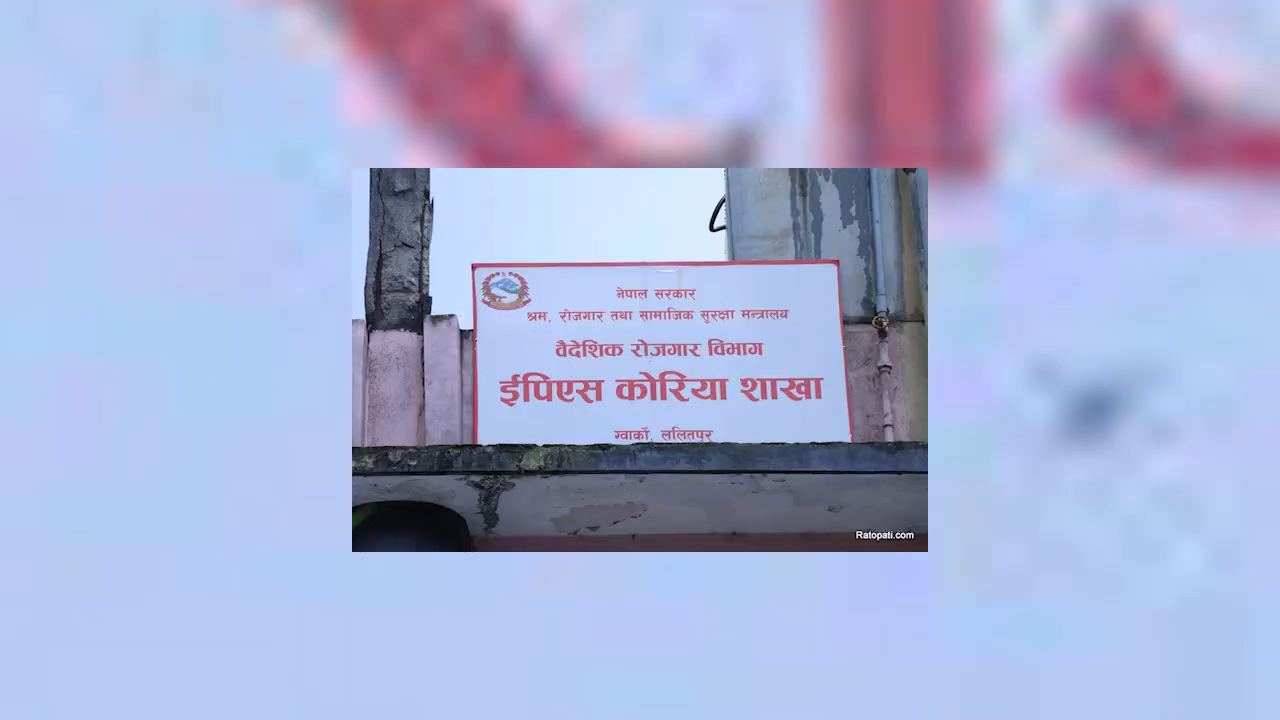 नेपाल सरकार
श्रम, रोजगार तथा सामाजिक सुरक्षा मन्त्रालय
वैदेशिक रोजगार विभाग
ईपिएस कोरिया शाखा
ग्वार्को, ललितपुर
Ratopati.com